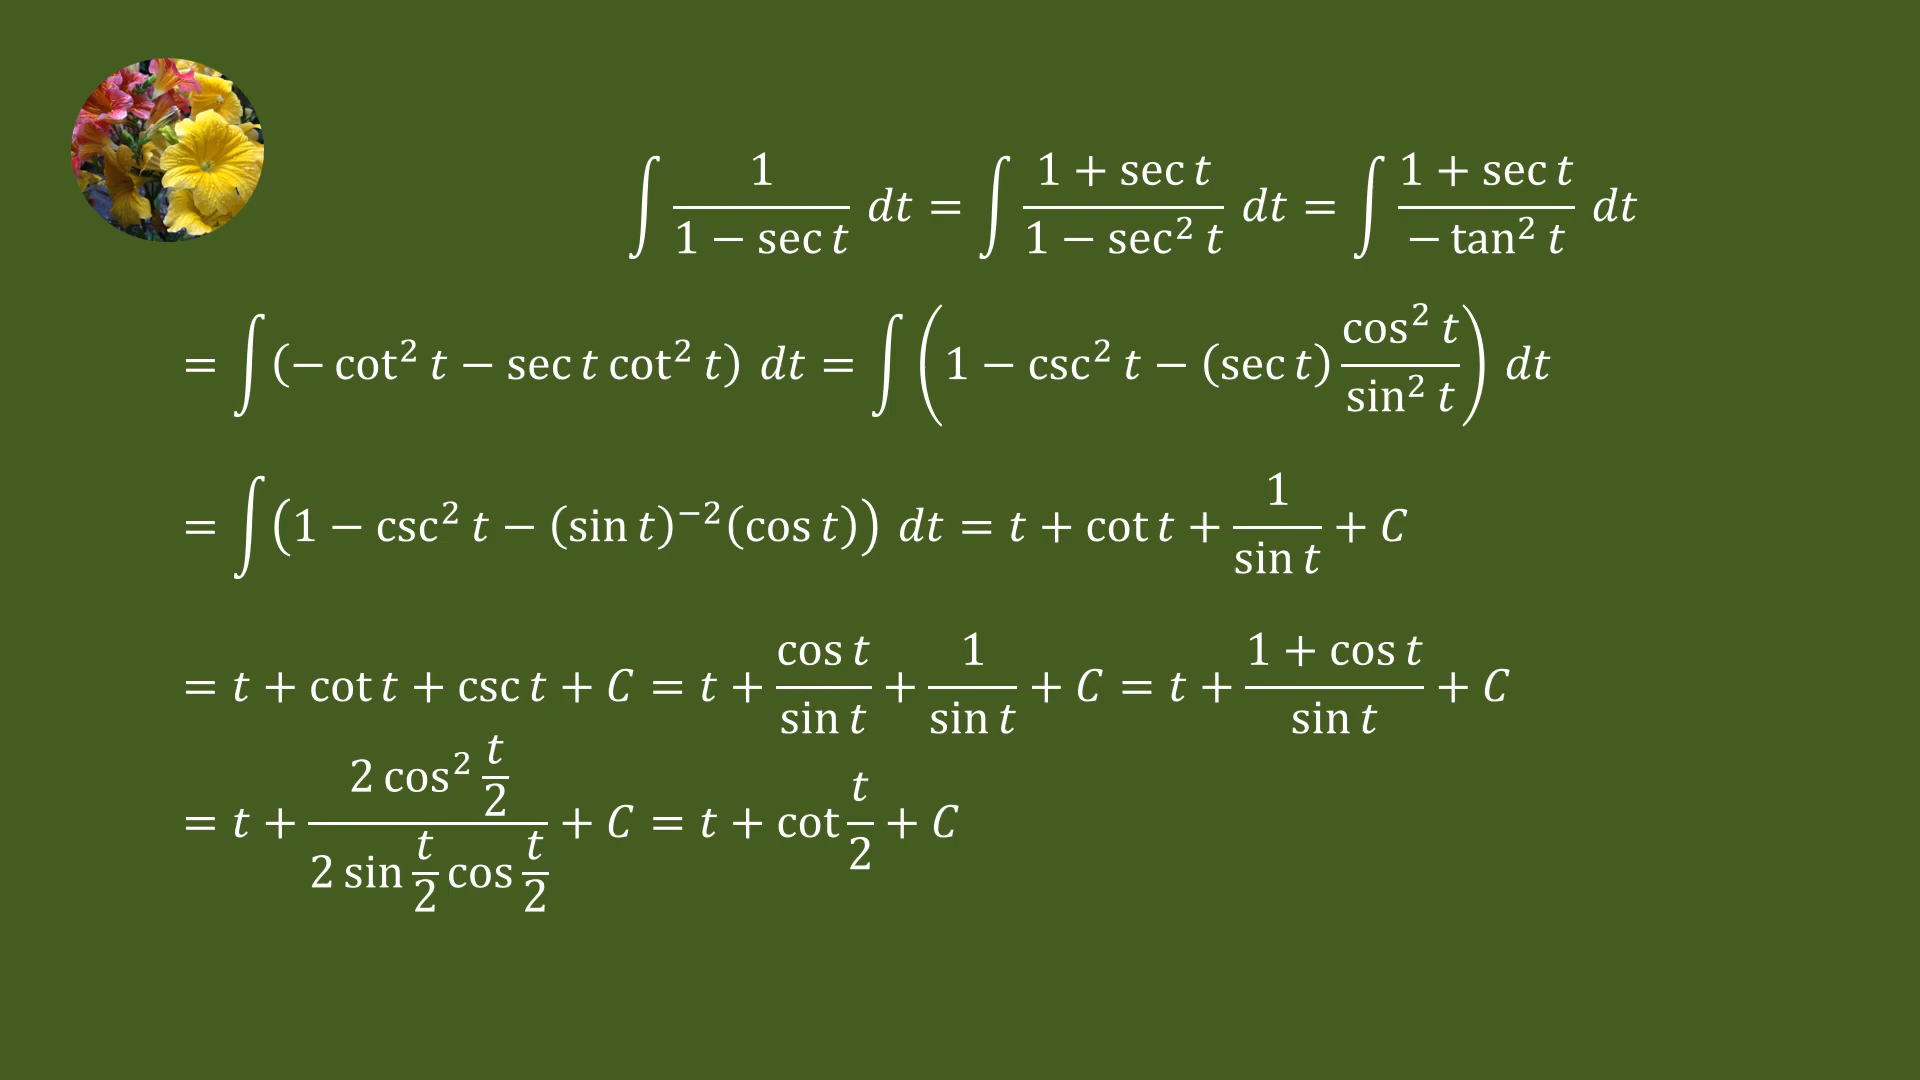 ∫ 1/(1 − sec t) dt = ∫ (1 + sec t)/(1 − sec² t) dt = ∫ (1 + sec t)/(− tan² t) dt
= ∫ (− cot² t − sec t cot² t) dt = ∫ (1 − csc² t − (sec t) cos² t/sin² t) dt
= ∫ (1 − csc² t − (sin t)⁻²(cos t)) dt = t + cot t + 1/sin t + C
= t + cot t + csc t + C = t + cos t/sin t + 1/sin t + C = t + (1 + cos t)/sin t + C
= t + (2 cos² t/2)/(2 sin t/2 cos t/2) + C = t + cot t/2 + C